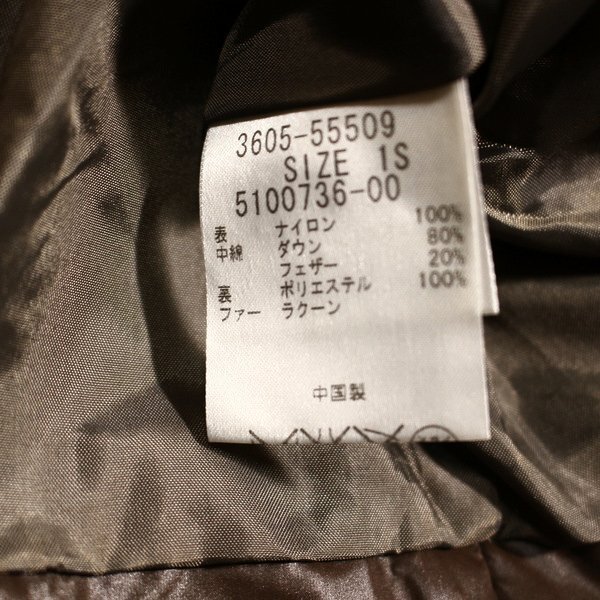 3605-55509
SIZE 1S
5100736-00
表 ナイロン 100%
中綿 ダウン 80%
フェザー 20%
裏 ポリエステル 100%
ファー ラクーン
中国製